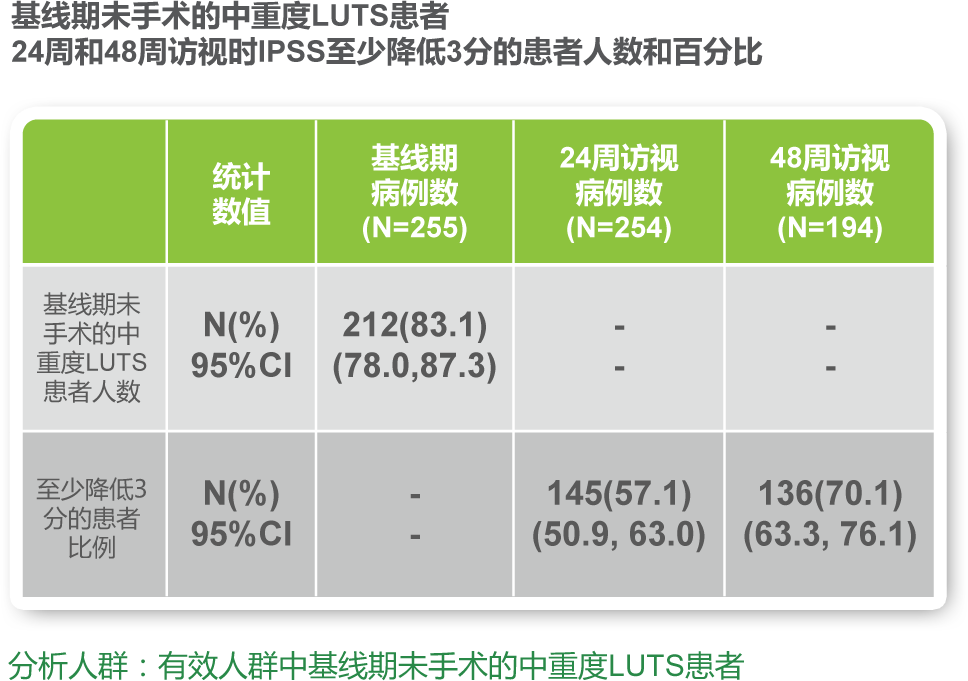 基线期未手术的中重度LUTS患者
24周和48周访视时IPSS至少降低3分的患者人数和百分比
统计
数值
基线期
病例数
(N=255)
24周访视
病例数
(N=254)
48周访视
病例数
(N=194)
基线期未
手术的中
重度LUTS
患者人数
N(%)
95%CI
212(83.1)
(78.0,87.3)
-
-
-
-
至少降低3
分的患者
比例
N(%)
95%CI
-
-
145(57.1)
(50.9, 63.0)
136(70.1)
(63.3, 76.1)
分析人群：有效人群中基线期未手术的中重度LUTS患者